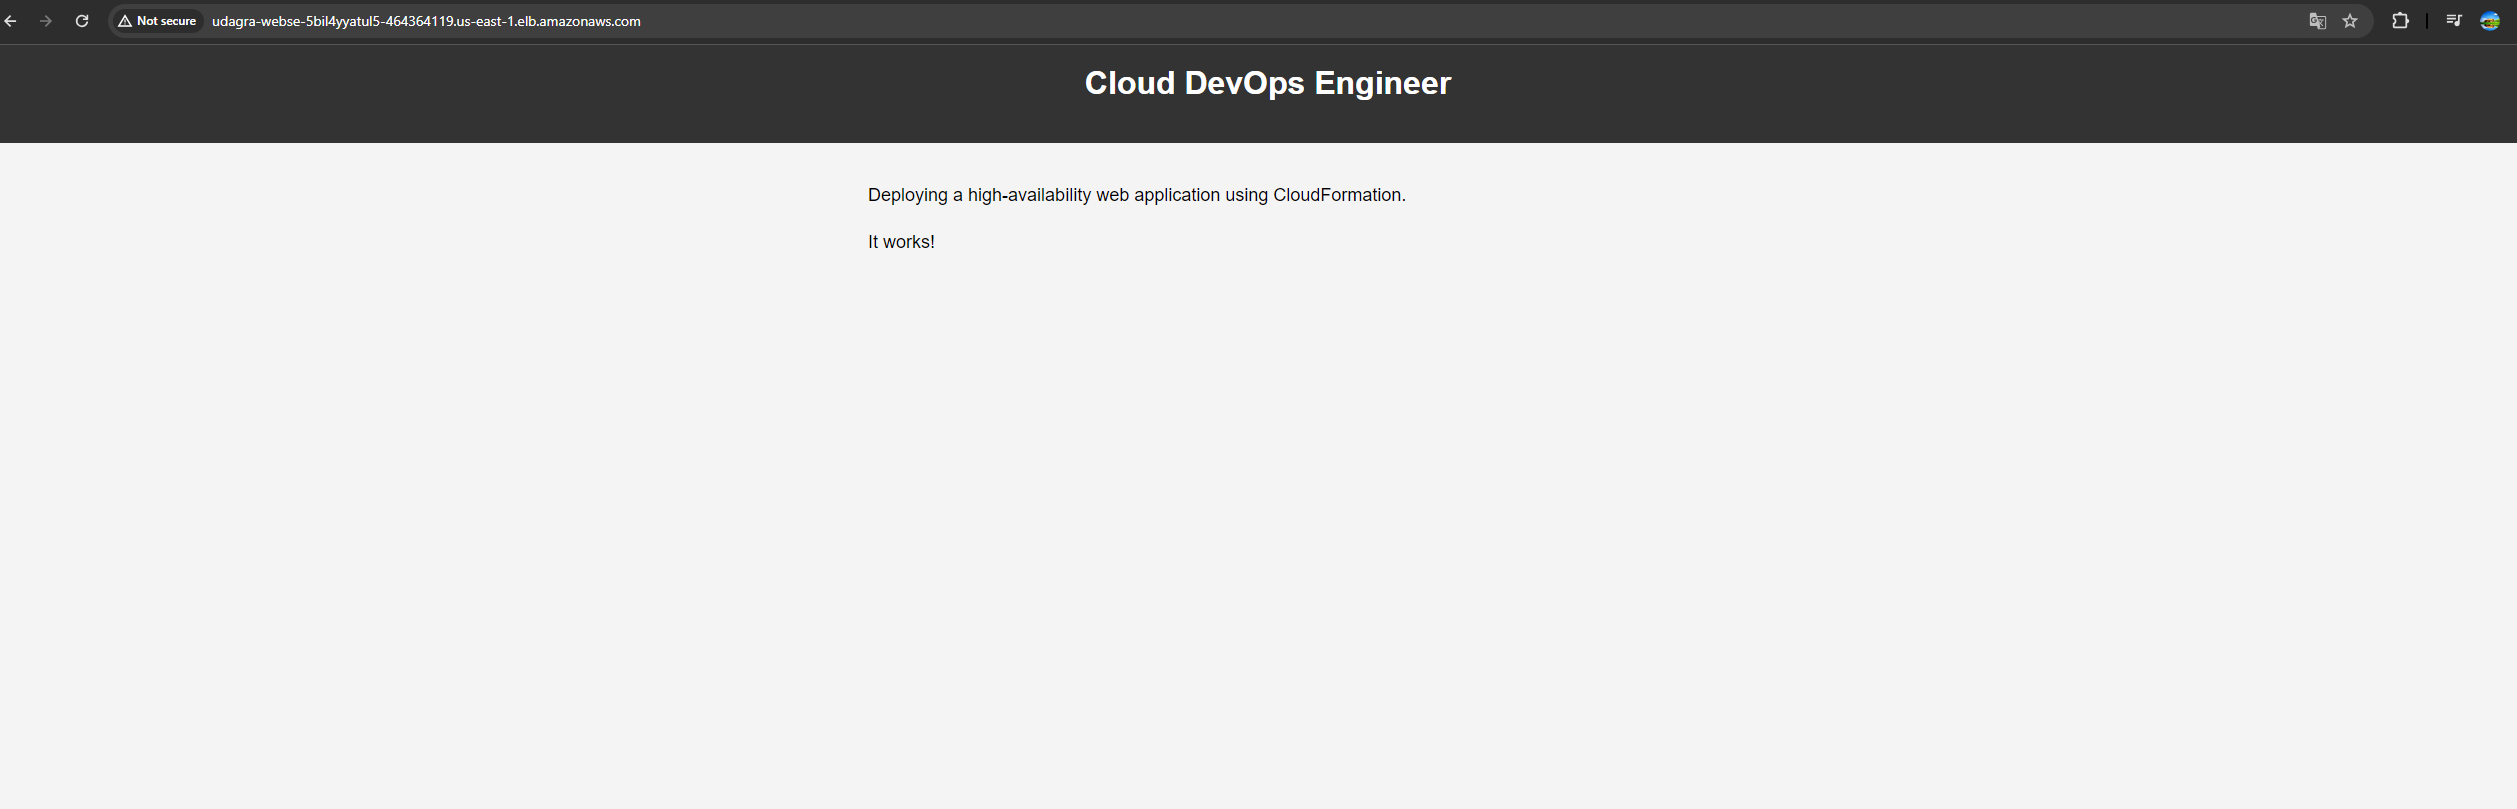 Not secure udagra-webse-5bil4yyatul5-464364119.us-east-1.elb.amazonaws.com
Cloud DevOps Engineer
Deploying a high-availability web application using CloudFormation.
It works!